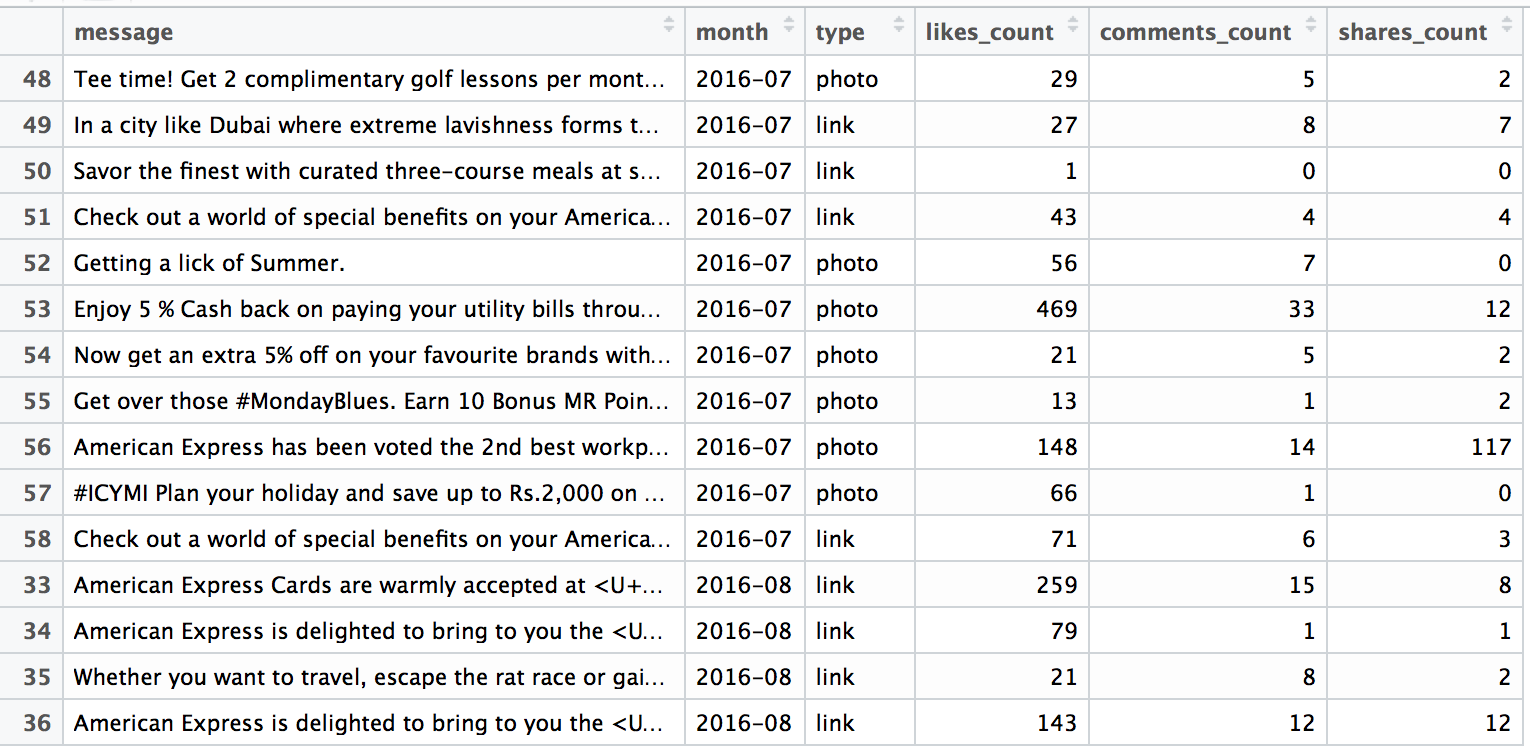 message month type likes_count comments_count shares_count
48 Tee time! Get 2 complimentary golf lessons per mont... 2016-07 photo 29 5 2
49 In a city like Dubai where extreme lavishness forms t... 2016-07 link 27 8 7
50 Savor the finest with curated three-course meals at s... 2016-07 link 1 0 0
51 Check out a world of special benefits on your America... 2016-07 link 43 4 4
52 Getting a lick of Summer. 2016-07 photo 56 7 0
53 Enjoy 5 % Cash back on paying your utility bills throu... 2016-07 photo 469 33 12
54 Now get an extra 5% off on your favourite brands with... 2016-07 photo 21 5 2
55 Get over those #MondayBlues. Earn 10 Bonus MR Poin... 2016-07 photo 13 1 2
56 American Express has been voted the 2nd best workp... 2016-07 photo 148 14 117
57 #ICYMI Plan your holiday and save up to Rs.2,000 on ... 2016-07 photo 66 1 0
58 Check out a world of special benefits on your America... 2016-07 link 71 6 3
33 American Express Cards are warmly accepted at <U+... 2016-08 link 259 15 8
34 American Express is delighted to bring to you the <U... 2016-08 link 79 1 1
35 Whether you want to travel, escape the rat race or gai... 2016-08 link 21 8 2
36 American Express is delighted to bring to you the <U... 2016-08 link 143 12 12